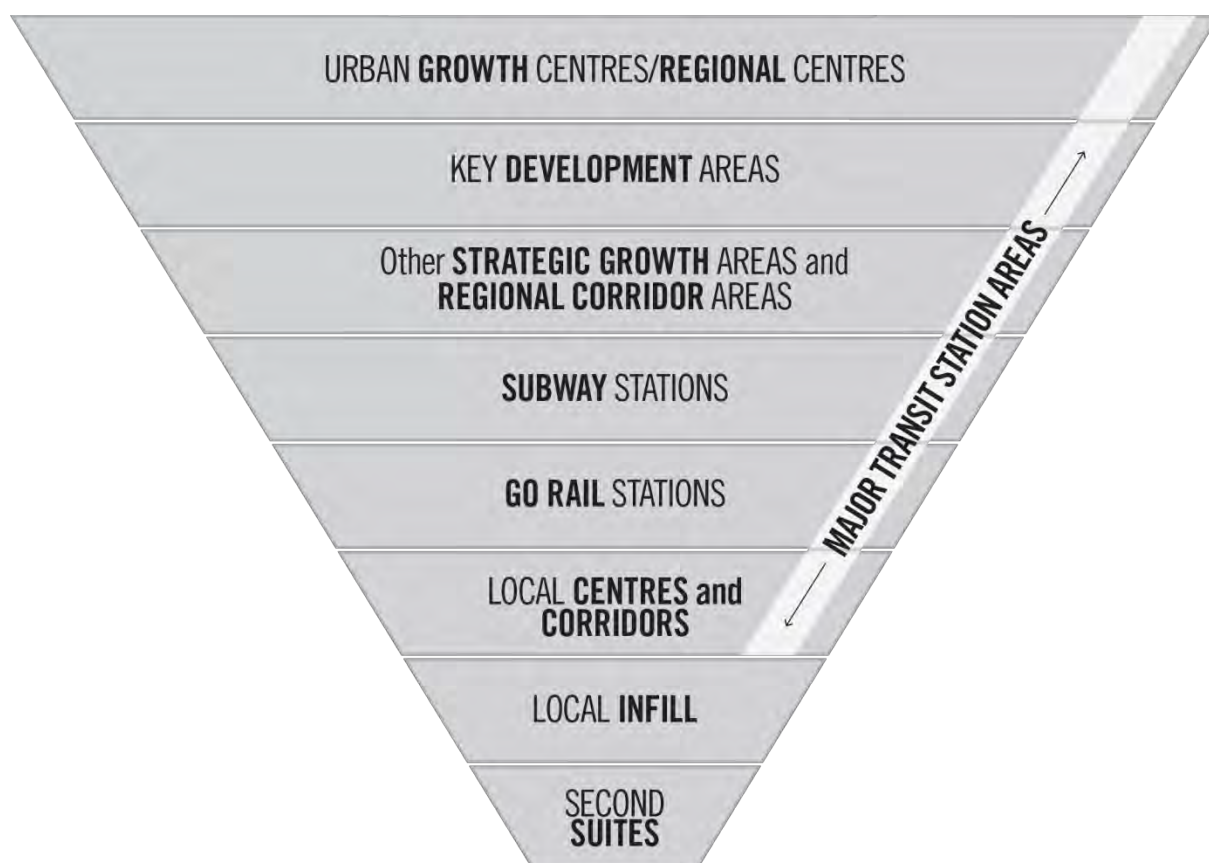 URBAN GROWTH CENTRES/REGIONAL CENTRES
KEY DEVELOPMENT AREAS
Other STRATEGIC GROWTH AREAS and
REGIONAL CORRIDOR AREAS
SUBWAY STATIONS
GO RAIL STATIONS
LOCAL CENTRES and
CORRIDORS
LOCAL INFILL
SECOND
SUITES
MAJOR TRANSIT STATION AREAS